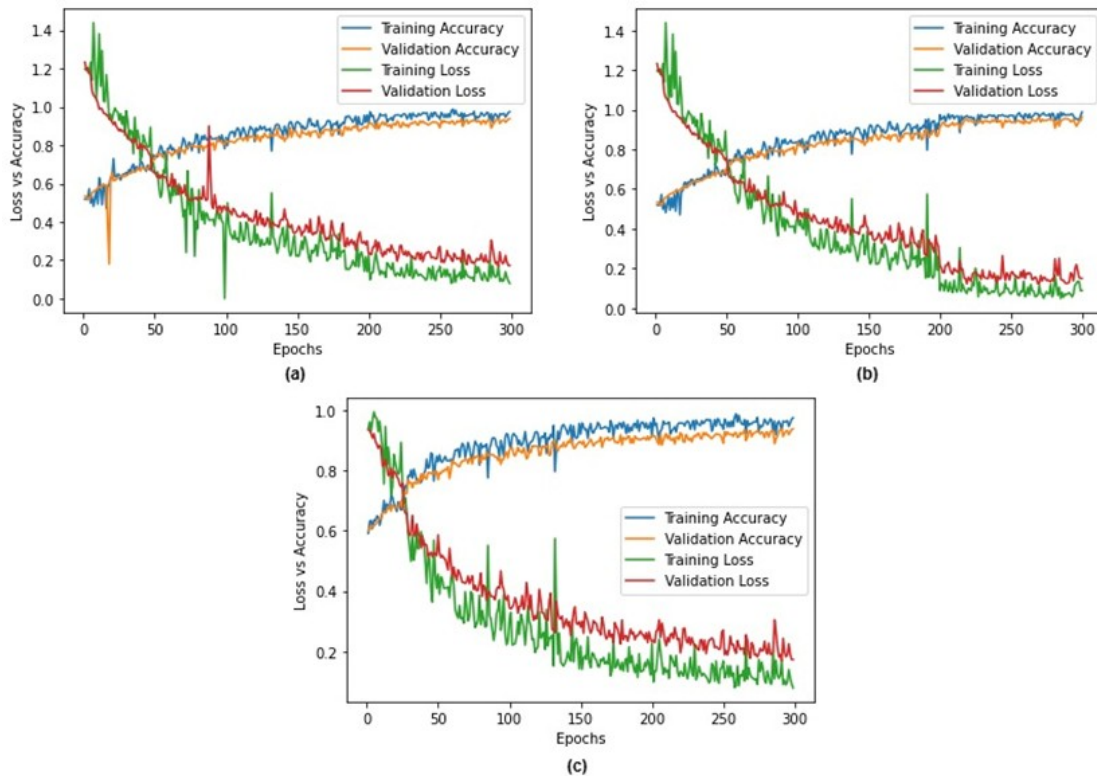 1.4
1.2
1.0
0.8
0.6
0.4
0.2
0.0
Loss vs Accuracy
Training Accuracy
Validation Accuracy
Training Loss
Validation Loss
0 50 100 150 200 250 300
Epochs
(a)
1.4
1.2
1.0
0.8
0.6
0.4
0.2
0.0
Loss vs Accuracy
Training Accuracy
Validation Accuracy
Training Loss
Validation Loss
0 50 100 150 200 250 300
Epochs
(b)
1.0
0.8
0.6
0.4
0.2
Loss vs Accuracy
Training Accuracy
Validation Accuracy
Training Loss
Validation Loss
0 50 100 150 200 250 300
Epochs
(c)